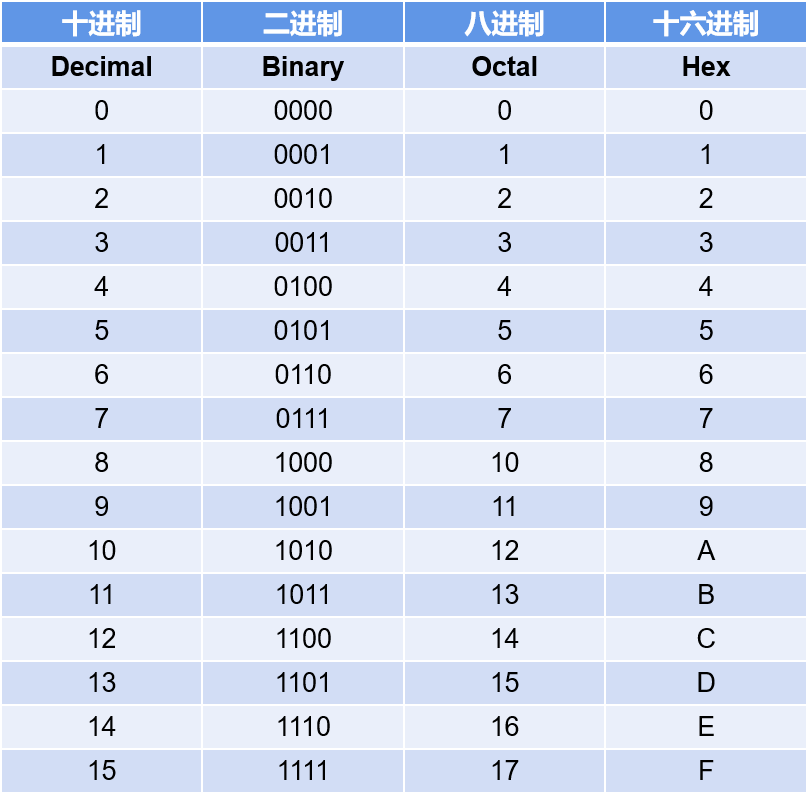 十进制 二进制 八进制 十六进制
Decimal Binary Octal Hex
0 0000 0 0
1 0001 1 1
2 0010 2 2
3 0011 3 3
4 0100 4 4
5 0101 5 5
6 0110 6 6
7 0111 7 7
8 1000 10 8
9 1001 11 9
10 1010 12 A
11 1011 13 B
12 1100 14 C
13 1101 15 D
14 1110 16 E
15 1111 17 F